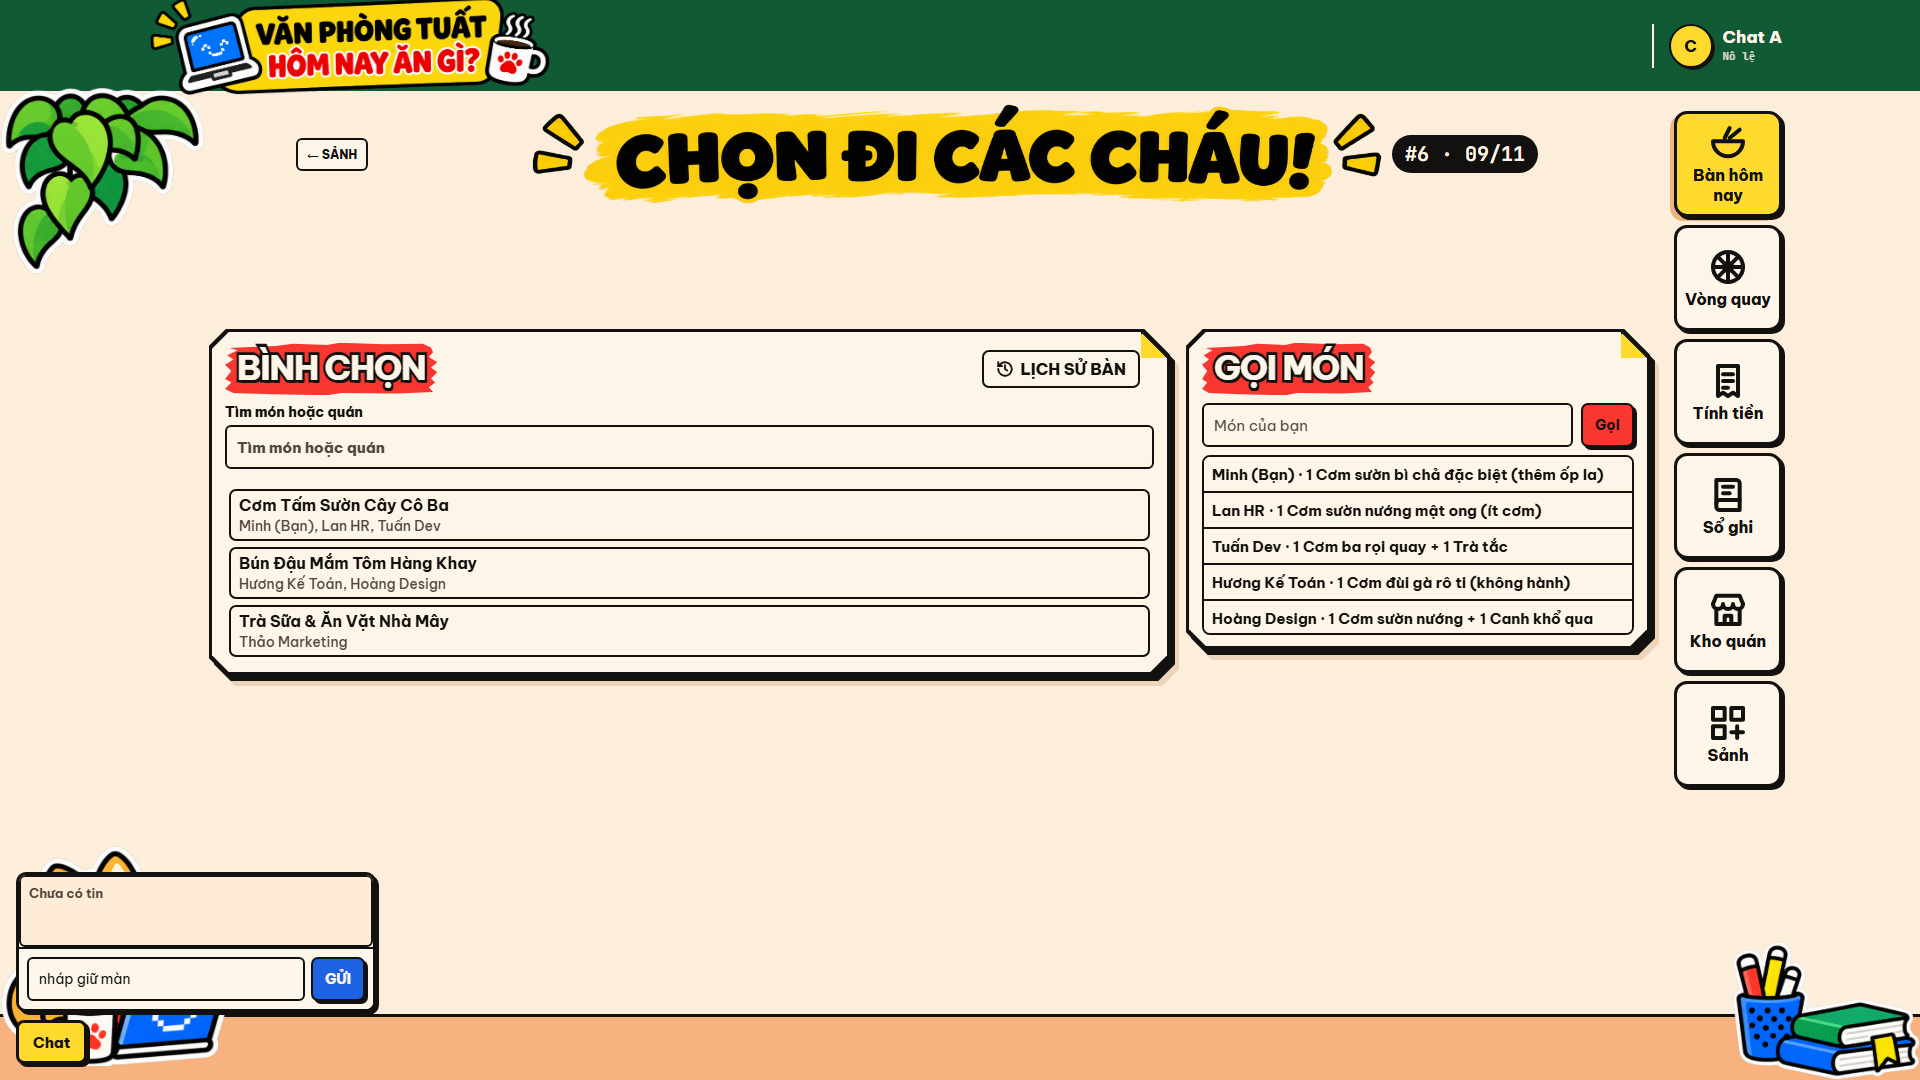 VĂN PHÒNG TUẤT
HÔM NAY ĂN GÌ?
C
Chat A
Nô lệ
← SẢNH
CHỌN ĐI CÁC CHÁU!
#6 · 09/11
Bàn hôm
nay
Vòng quay
Tính tiền
Sổ ghi
Kho quán
Sảnh
BÌNH CHỌN
LỊCH SỬ BÀN
Tìm món hoặc quán
Tìm món hoặc quán
Cơm Tấm Sườn Cây Cô Ba
Minh (Bạn), Lan HR, Tuấn Dev
Bún Đậu Mắm Tôm Hàng Khay
Hương Kế Toán, Hoàng Design
Trà Sữa & Ăn Vặt Nhà Mây
Thảo Marketing
GỌI MÓN
Món của bạn
Gọi
Minh (Bạn) · 1 Cơm sườn bì chả đặc biệt (thêm ốp la)
Lan HR · 1 Cơm sườn nướng mật ong (ít cơm)
Tuấn Dev · 1 Cơm ba rọi quay + 1 Trà tắc
Hương Kế Toán · 1 Cơm đùi gà rô ti (không hành)
Hoàng Design · 1 Cơm sườn nướng + 1 Canh khổ qua
Chưa có tin
nháp giữ màn
GỬI
Chat